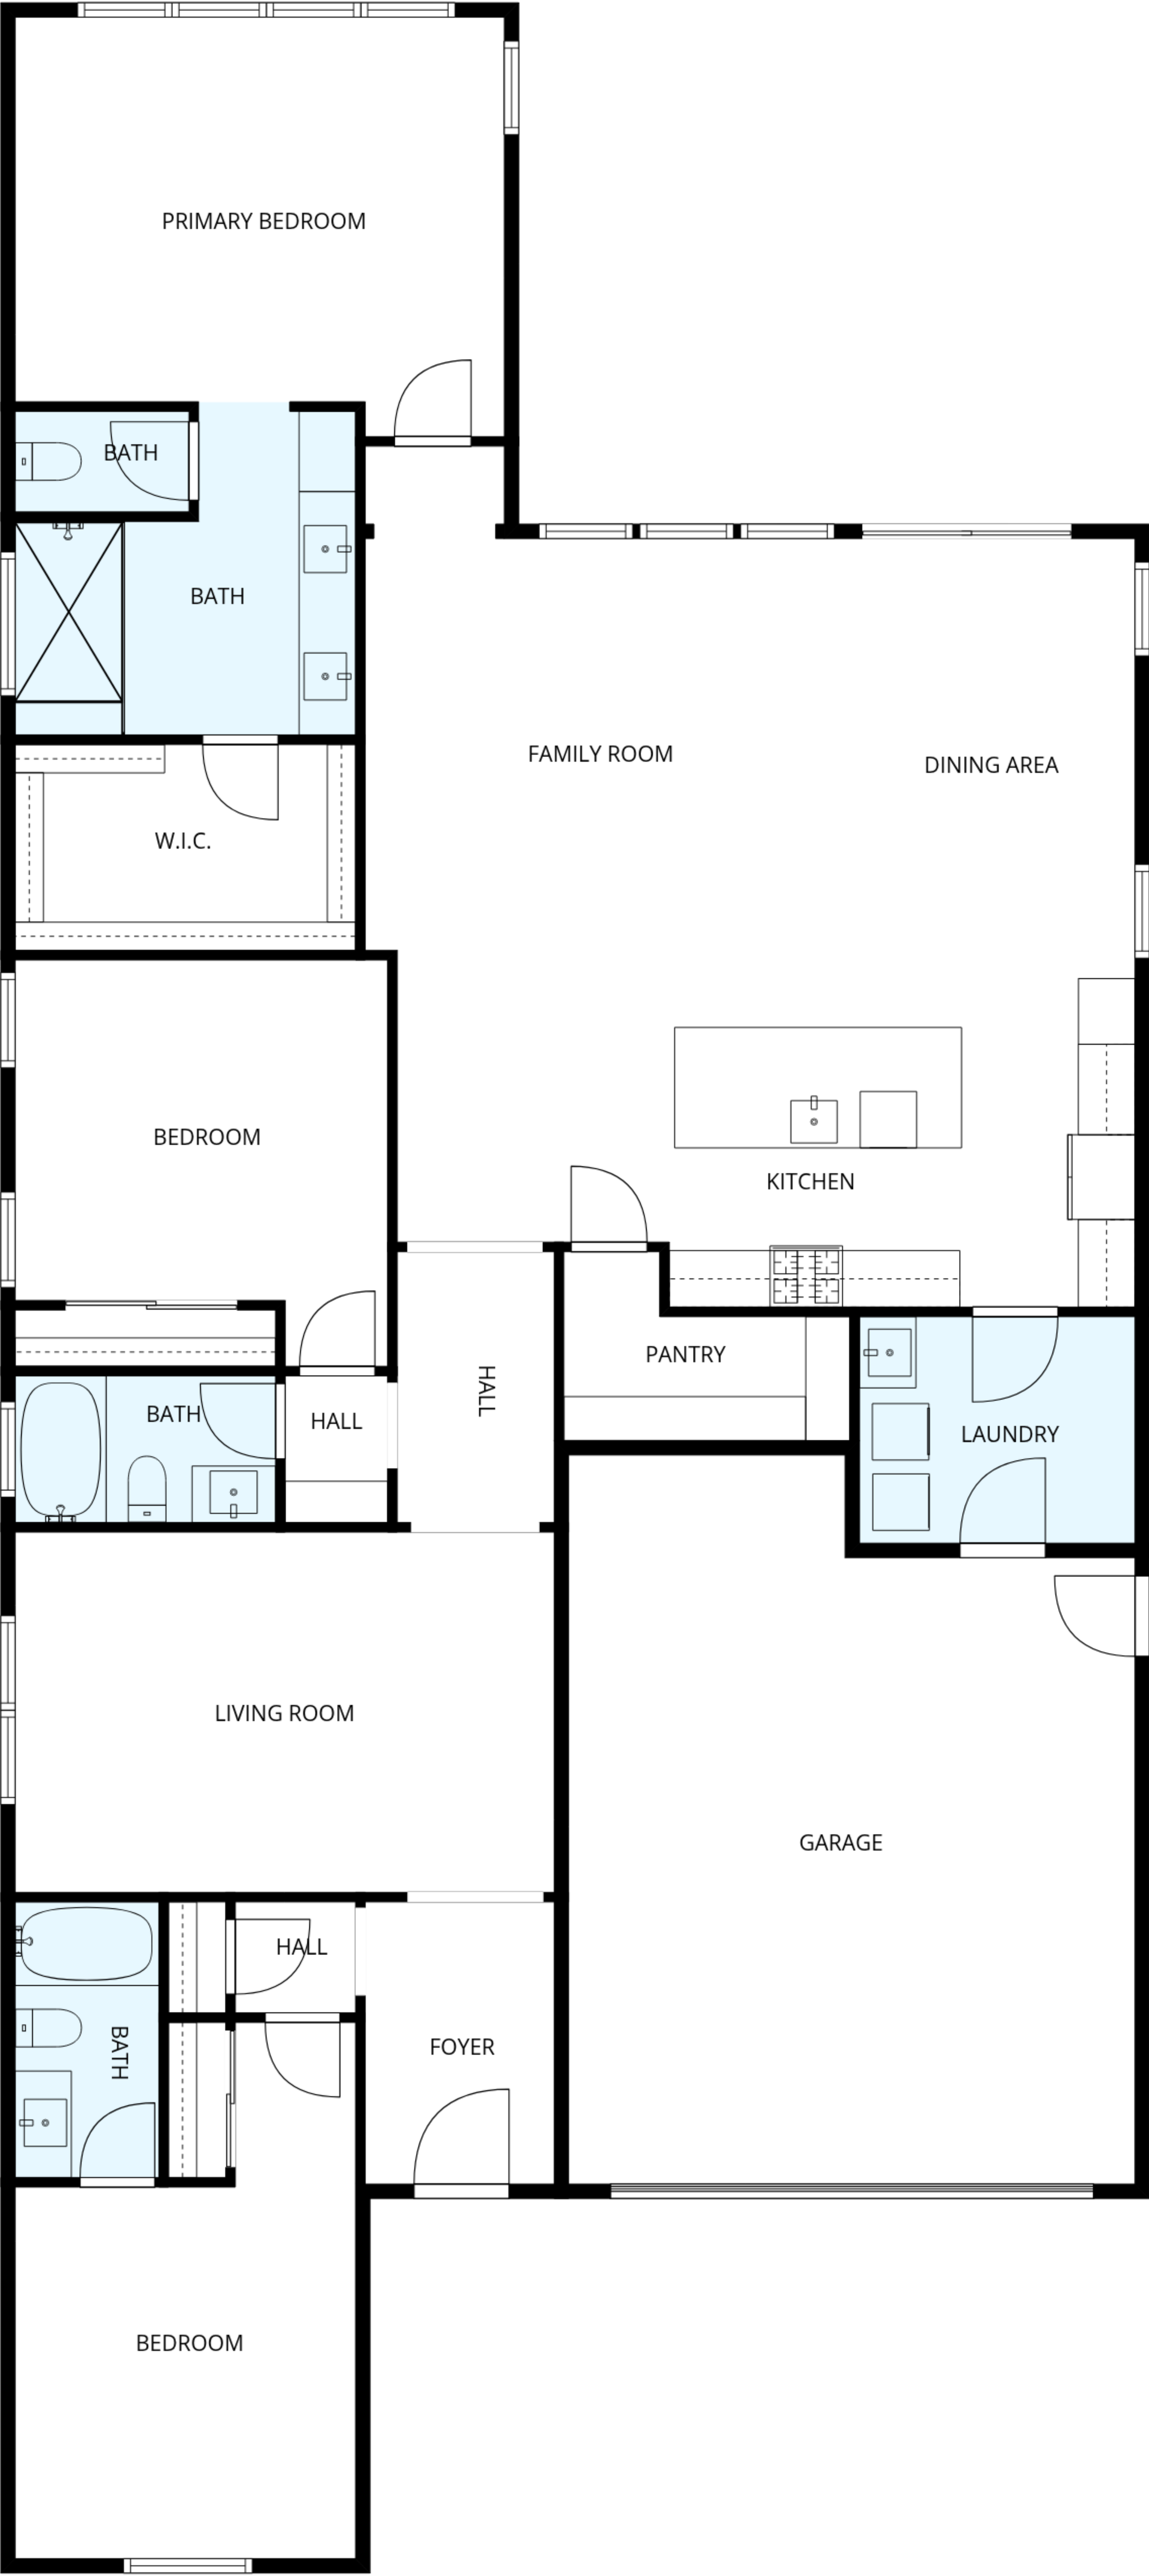 PRIMARY BEDROOM
BATH
BATH
FAMILY ROOM
DINING AREA
W.I.C.
BEDROOM
KITCHEN
PANTRY
HALL
BATH
HALL
LAUNDRY
LIVING ROOM
GARAGE
HALL
BATH
FOYER
BEDROOM